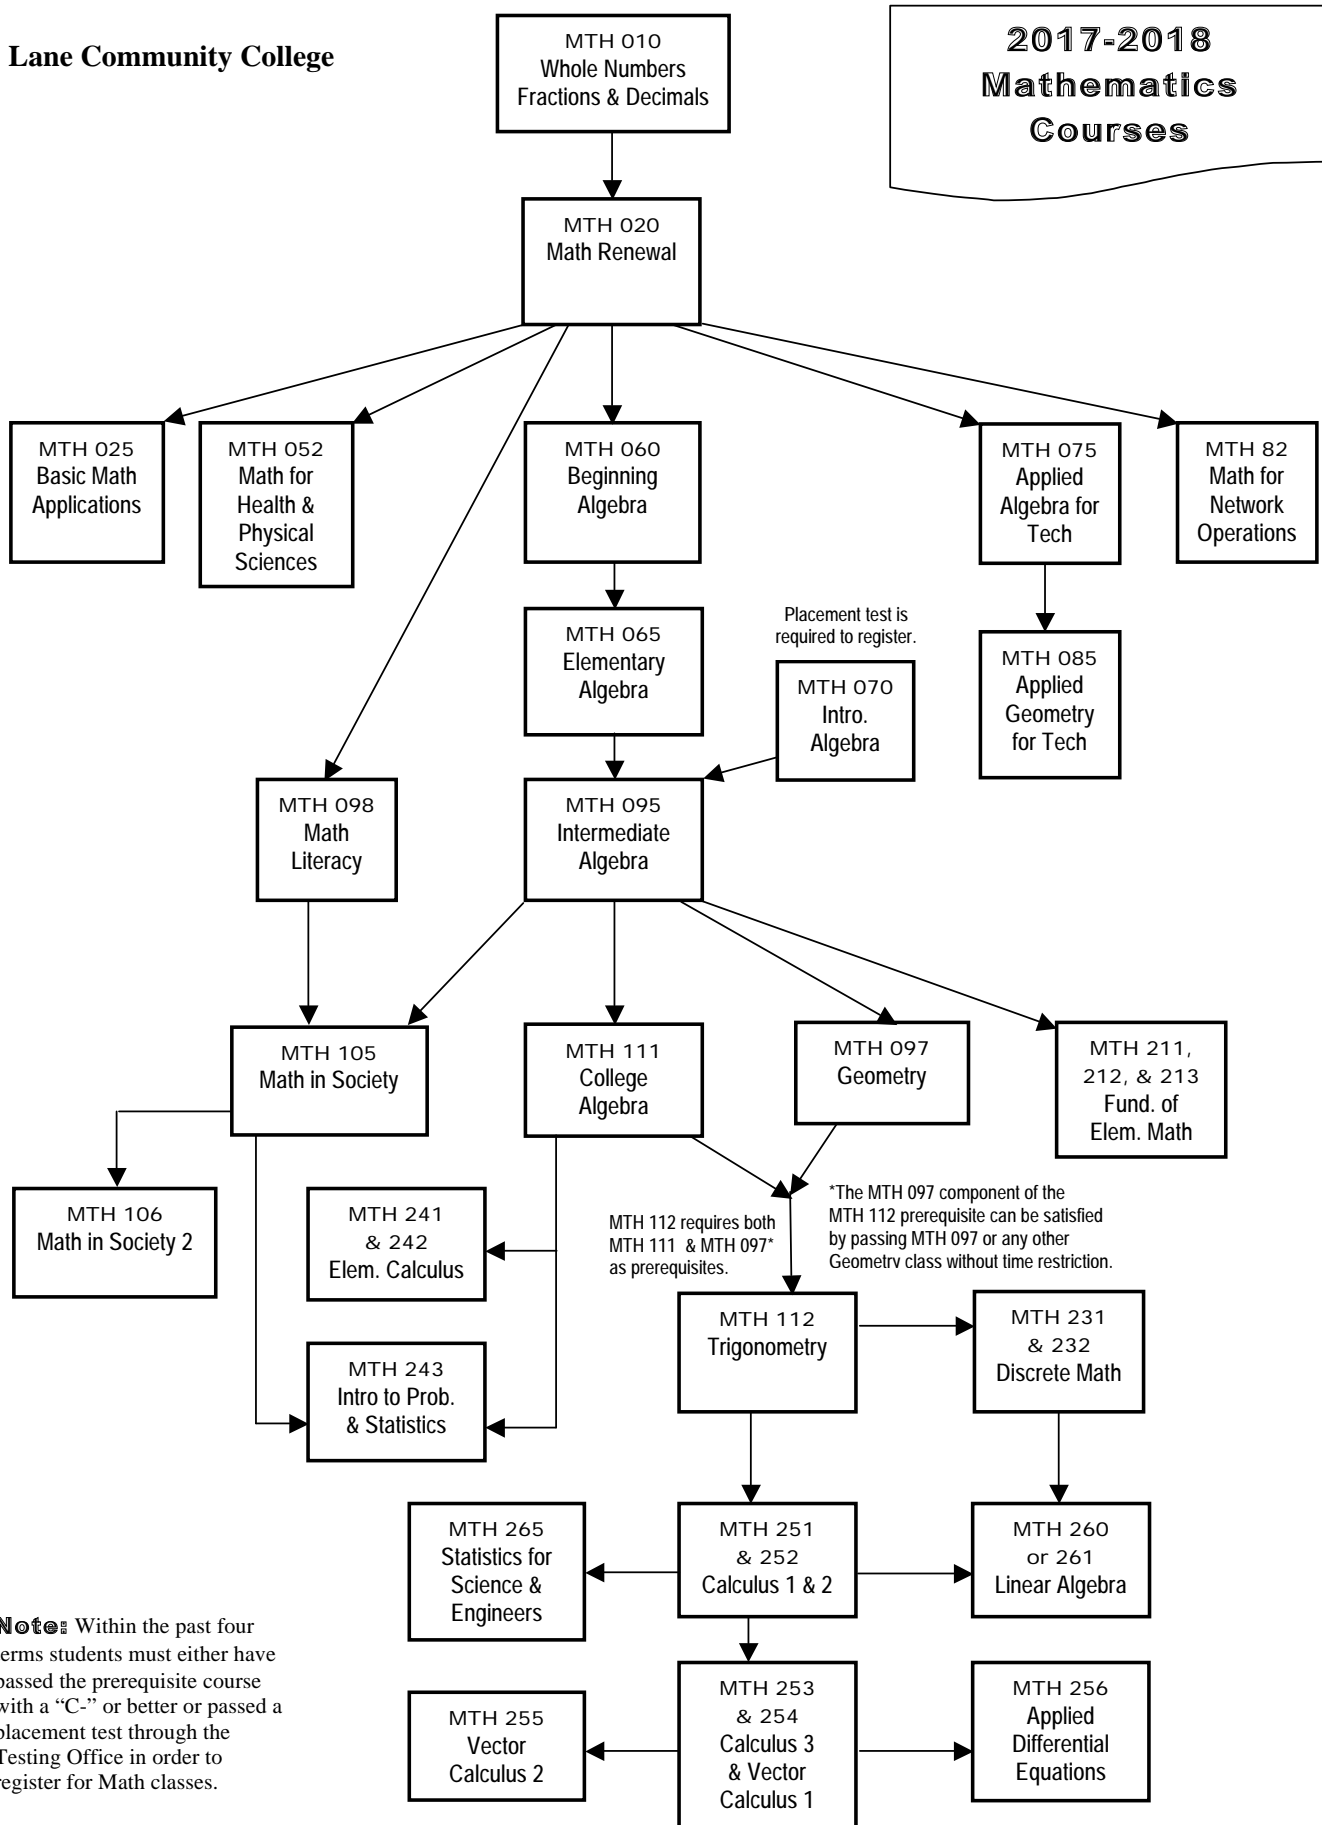 Lane Community College
2017-2018
Mathematics
Courses
MTH 010
Whole Numbers
Fractions & Decimals
MTH 020
Math Renewal
MTH 025
Basic Math
Applications
MTH 052
Math for
Health &
Physical
Sciences
MTH 060
Beginning
Algebra
MTH 075
Applied
Algebra for
Tech
MTH 82
Math for
Network
Operations
MTH 065
Elementary
Algebra
Placement test is
required to register.
MTH 070
Intro.
Algebra
MTH 085
Applied
Geometry
for Tech
MTH 098
Math
Literacy
MTH 095
Intermediate
Algebra
MTH 105
Math in Society
MTH 111
College
Algebra
MTH 097
Geometry
MTH 211,
212, & 213
Fund. of
Elem. Math
MTH 106
Math in Society 2
MTH 241
& 242
Elem. Calculus
MTH 112 requires both
MTH 111 & MTH 097*
as prerequisites.
*The MTH 097 component of the
MTH 112 prerequisite can be satisfied
by passing MTH 097 or any other
Geometry class without time restriction.
MTH 243
Intro to Prob.
& Statistics
MTH 112
Trigonometry
MTH 231
& 232
Discrete Math
MTH 265
Statistics for
Science &
Engineers
MTH 251
& 252
Calculus 1 & 2
MTH 260
or 261
Linear Algebra
Note: Within the past four
terms students must either have
passed the prerequisite course
with a “C-” or better or passed a
placement test through the
Testing Office in order to
register for Math classes.
MTH 255
Vector
Calculus 2
MTH 253
& 254
Calculus 3
& Vector
Calculus 1
MTH 256
Applied
Differential
Equations